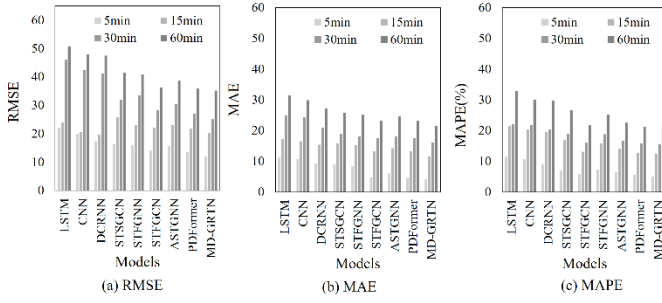 5min 15min
30min 60min
RMSE
60
50
40
30
20
10
0
LSTM
CNN
DCRNN
STSGCN
STFGNN
STFGCN
ASTGNN
PDFormer
MD-GRTN
Models
(a) RMSE
5min 15min
30min 60min
MAE
60
50
40
30
20
10
0
LSTM
CNN
DCRNN
STSGCN
STFGNN
STFGCN
ASTGNN
PDFormer
MD-GRTN
Models
(b) MAE
5min 15min
30min 60min
MAPE(%)
60
50
40
30
20
10
0
LSTM
CNN
DCRNN
STSGCN
STFGCN
STFGNN
ASTGNN
PDFormer
MD-GRTN
Models
(c) MAPE